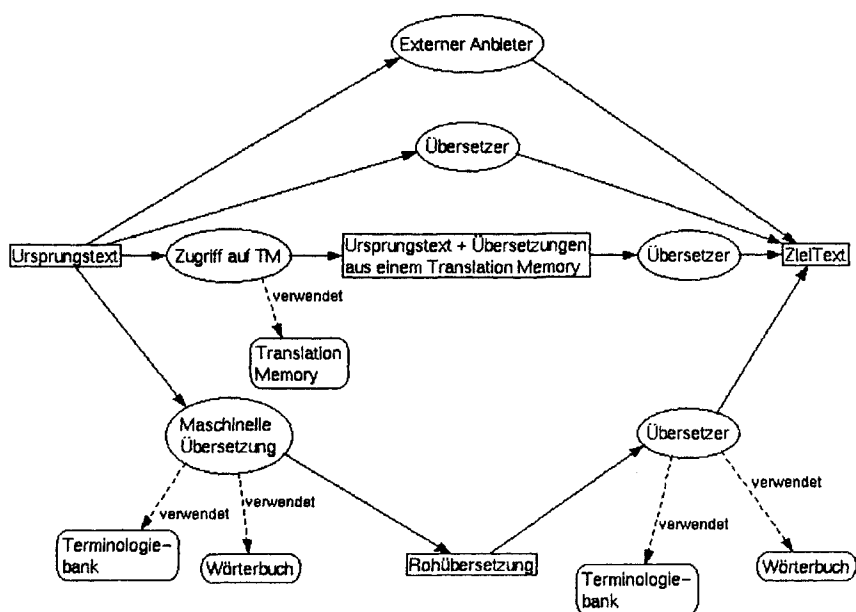 Externer Anbieter
Übersetzer
Ursprungstext
Zugriff auf TM
Ursprungstext + Übersetzungen
aus einem Translation Memory
Übersetzer
ZielText
verwendet
Translation
Memory
Maschinelle
Übersetzung
Übersetzer
verwendet
verwendet
verwendet
verwendet
Terminologie-
bank
Wörterbuch
Rohübersetzung
Terminologie-
bank
Wörterbuch